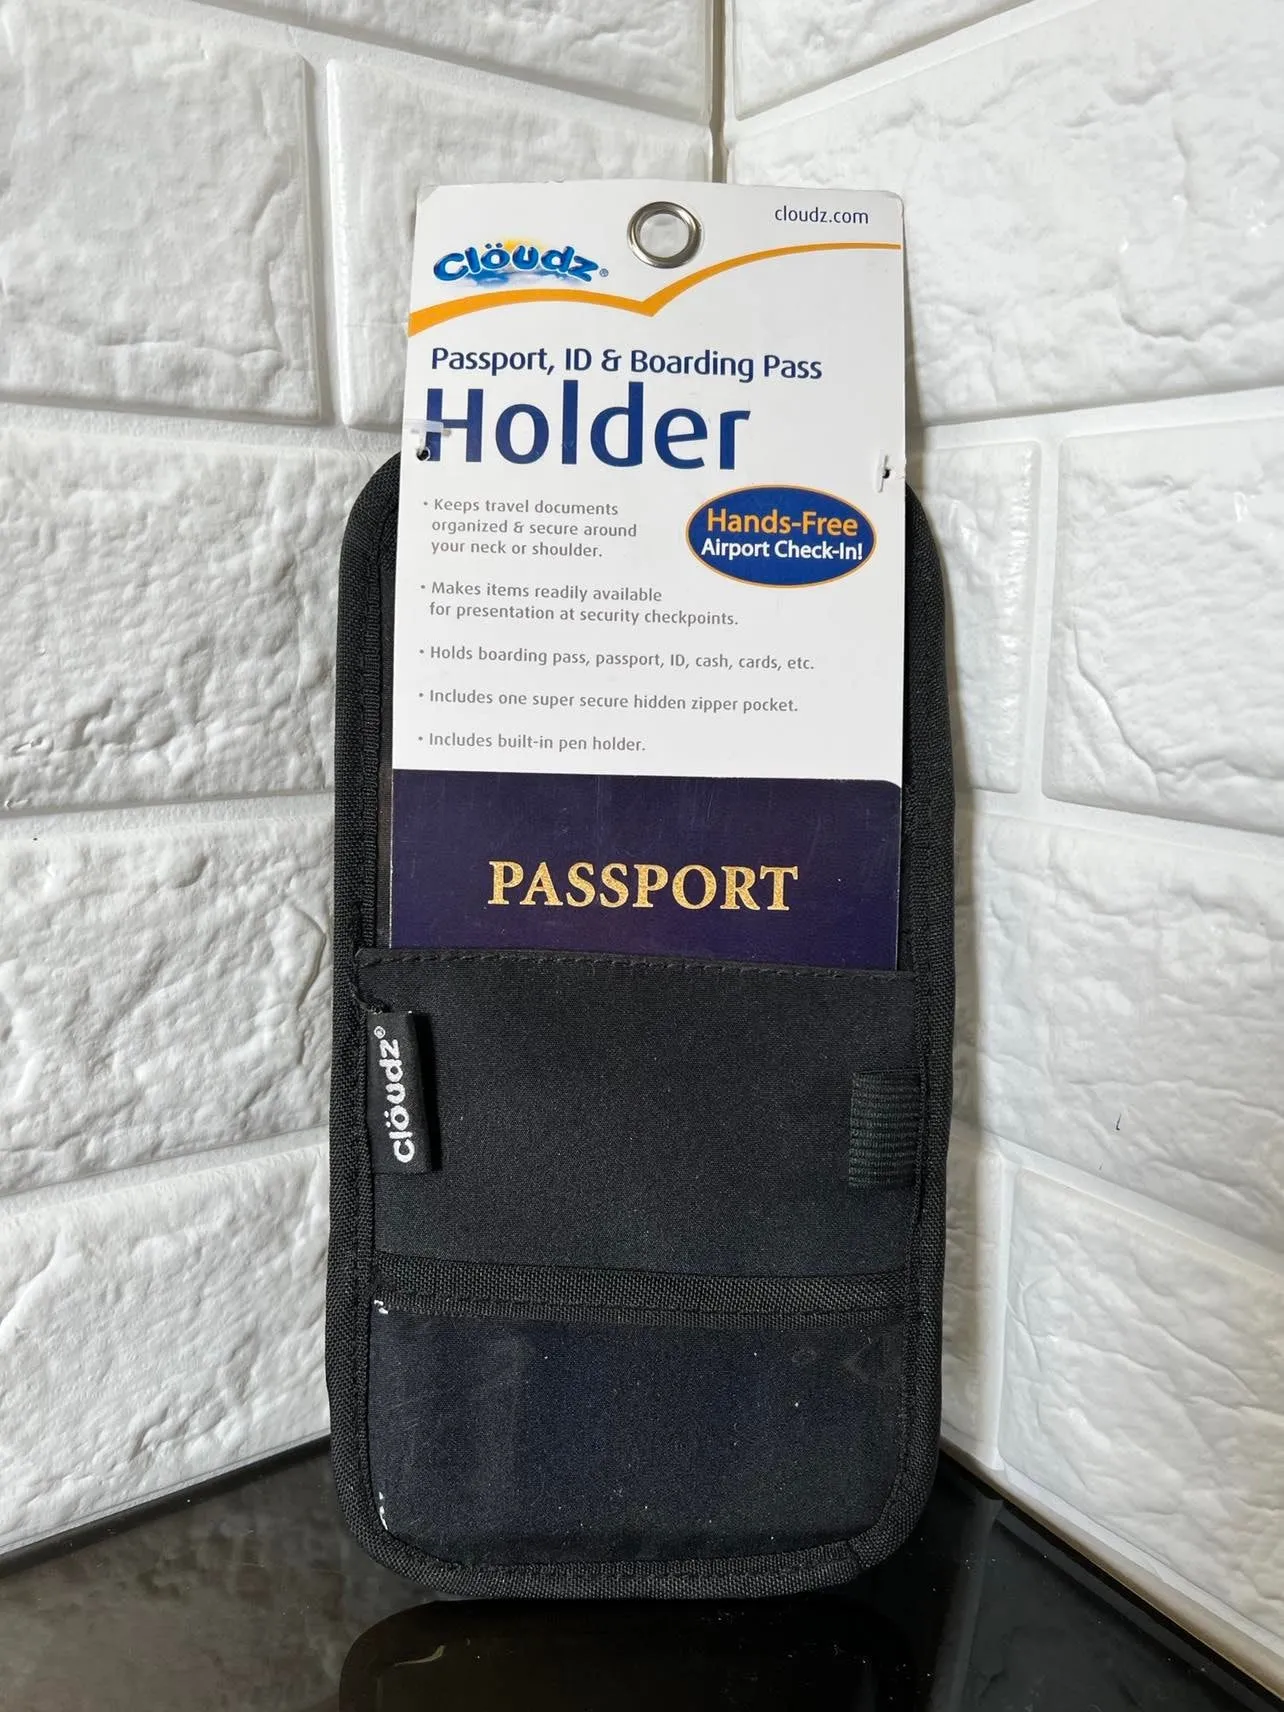 cloudz.com
Clöudz®
Passport, ID & Boarding Pass
Holder
• Keeps travel documents
organized & secure around
your neck or shoulder.
Hands-Free
Airport Check-In!
• Makes items readily available
for presentation at security checkpoints.
• Holds boarding pass, passport, ID, cash, cards, etc.
• Includes one super secure hidden zipper pocket.
• Includes built-in pen holder.
PASSPORT
clöudz®